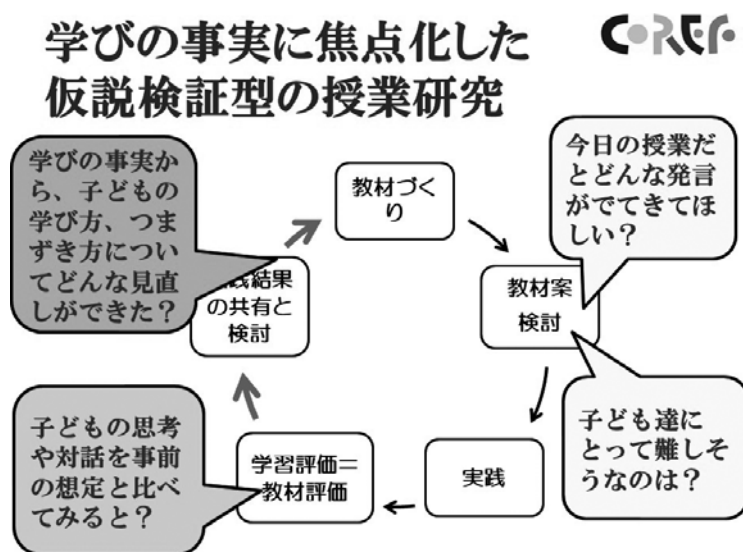 学びの事実に焦点化した
仮説検証型の授業研究
CoREF
学びの事実か
ら、子どもの
学び方、つま
ずき方につい
てどんな見直
しができた？
教材づく
り
今日の授業だ
とどんな発言
がでてきてほ
しい？
教材案
検討
結果
の共有と
検討
子どもの思考
や対話を事前
の想定と比べ
てみると？
学習評価＝
教材評価
実践
子ども達に
とって難しそ
うなのは？